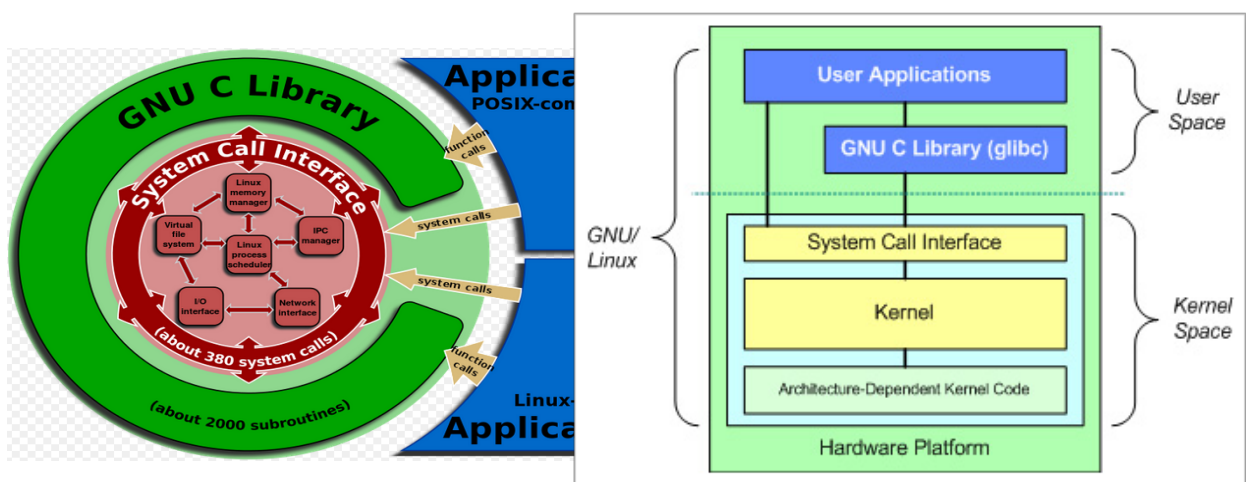 GNU C Library
System Call Interface
Linux
memory
manager
Virtual
file
system
IPC
manager
Linux
process
scheduler
I/O
interface
Network
interface
(about 380 system calls)
(about 2000 subroutines)
Applica
POSIX-con
function
calls
system calls
system calls
function
calls
Linux-
Applica
GNU/
Linux
User Applications
GNU C Library (glibc)
User
Space
System Call Interface
Kernel
Architecture-Dependent Kernel Code
Kernel
Space
Hardware Platform